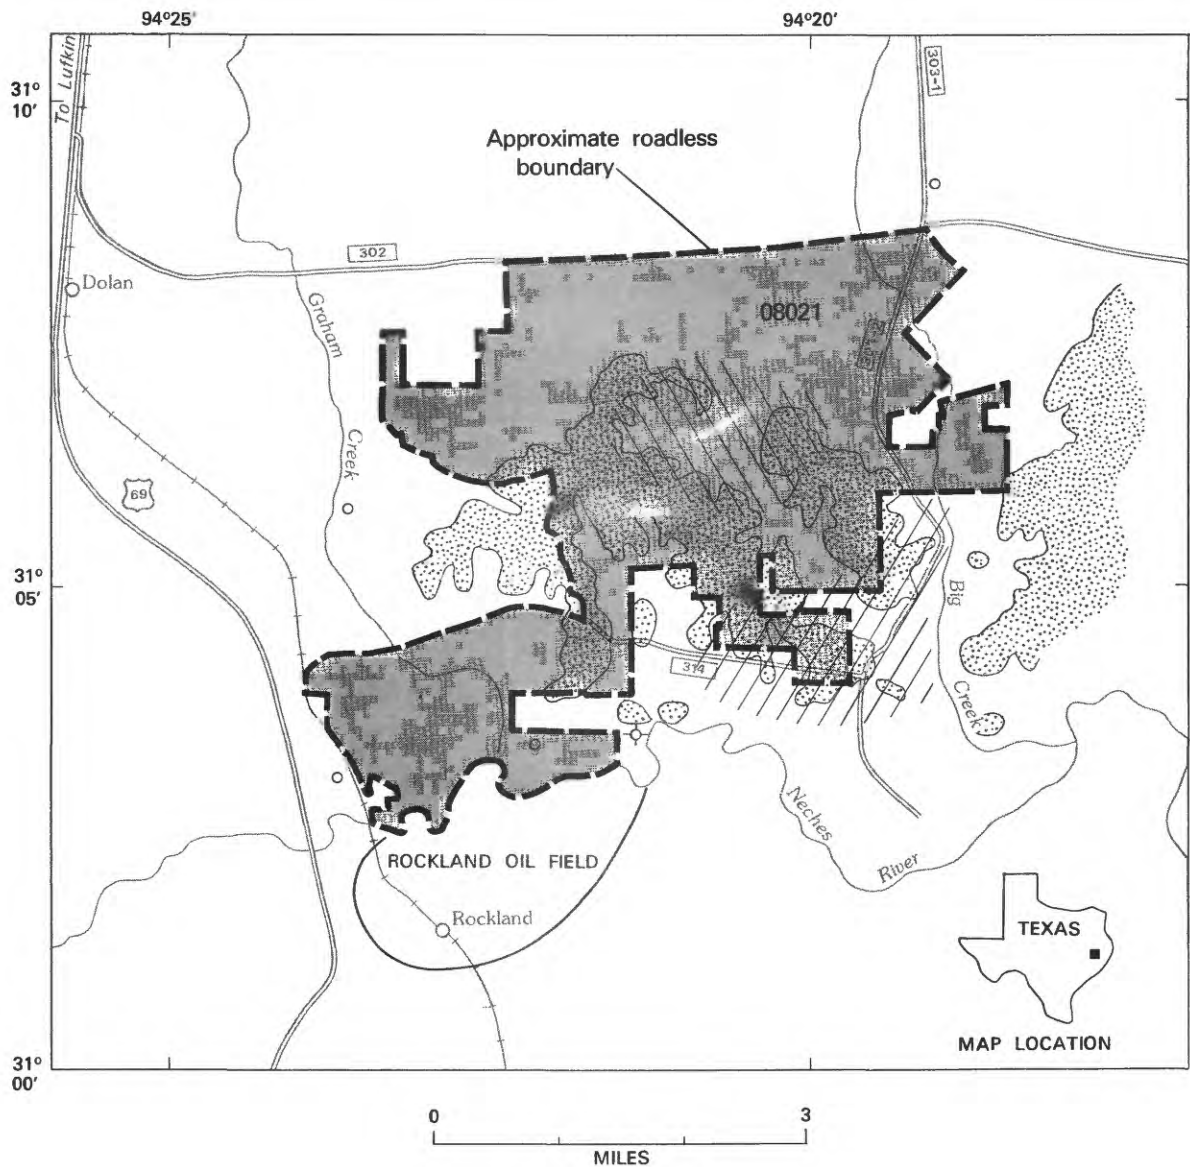 94°25'
94°20'
31°
10'
To Lufkin
303-1
Approximate roadless
boundary
302
Dolan
Graham
Creek
08021
69
31°
05'
Big
Creek
314
Neches
River
ROCKLAND OIL FIELD
Rockland
TEXAS
MAP LOCATION
31°
00'
0
3
MILES